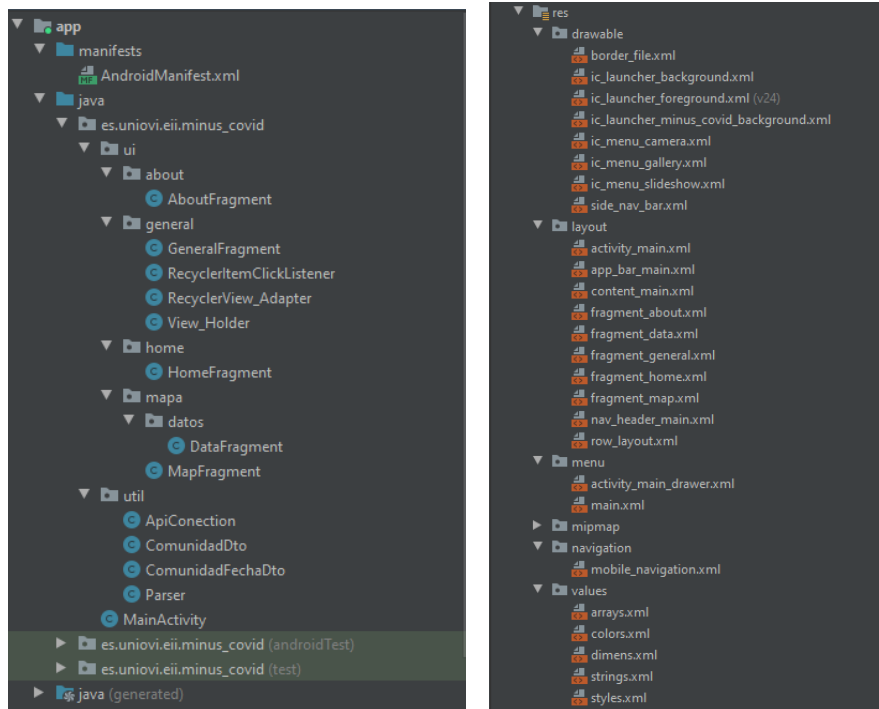 app
manifests
AndroidManifest.xml
java
es.uniovi.eii.minus_covid
ui
about
AboutFragment
general
GeneralFragment
RecyclerItemClickListener
RecyclerView_Adapter
View_Holder
home
HomeFragment
mapa
datos
DataFragment
MapFragment
util
ApiConection
ComunidadDto
ComunidadFechaDto
Parser
MainActivity
es.uniovi.eii.minus_covid (androidTest)
es.uniovi.eii.minus_covid (test)
java (generated)
res
drawable
border_file.xml
ic_launcher_background.xml
ic_launcher_foreground.xml (v24)
ic_launcher_minus_covid_background.xml
ic_menu_camera.xml
ic_menu_gallery.xml
ic_menu_slideshow.xml
side_nav_bar.xml
layout
activity_main.xml
app_bar_main.xml
content_main.xml
fragment_about.xml
fragment_data.xml
fragment_general.xml
fragment_home.xml
fragment_map.xml
nav_header_main.xml
row_layout.xml
menu
activity_main_drawer.xml
main.xml
mipmap
navigation
mobile_navigation.xml
values
arrays.xml
colors.xml
dimens.xml
strings.xml
styles.xml